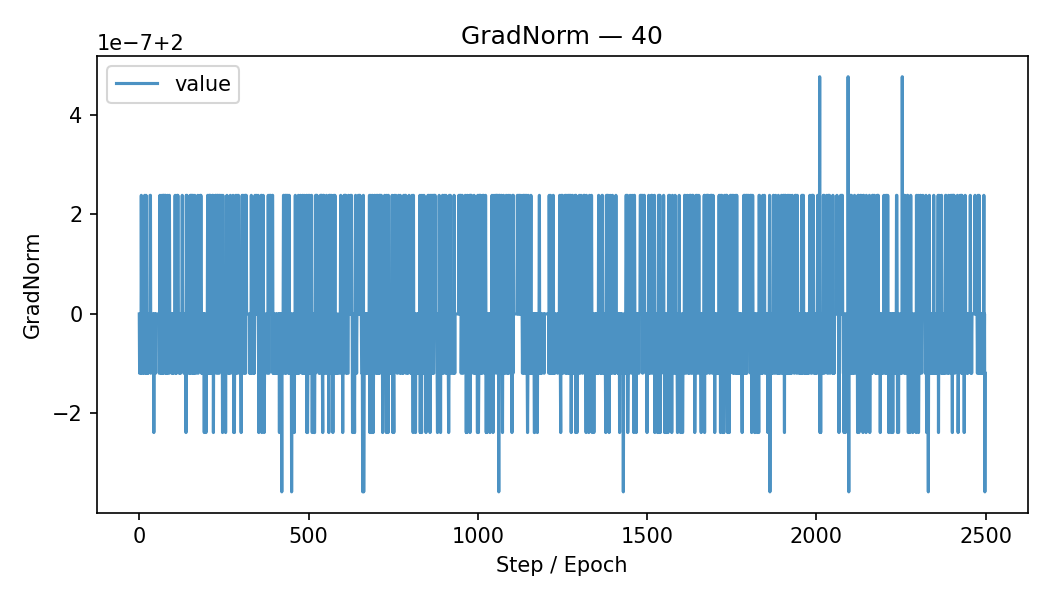 GradNorm — 40
1e−7+2
value
4
2
0
−2
GradNorm
0
500
1000
1500
2000
2500
Step / Epoch